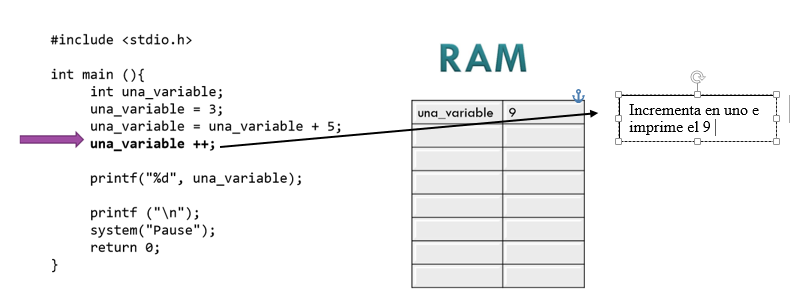 #include <stdio.h>
int main (){
int una_variable;
una_variable = 3;
una_variable = una_variable + 5;
una_variable ++;
printf("%d", una_variable);
printf ("\n");
system("Pause");
return 0;
}
RAM
una_variable 9
Incrementa en uno e
imprime el 9